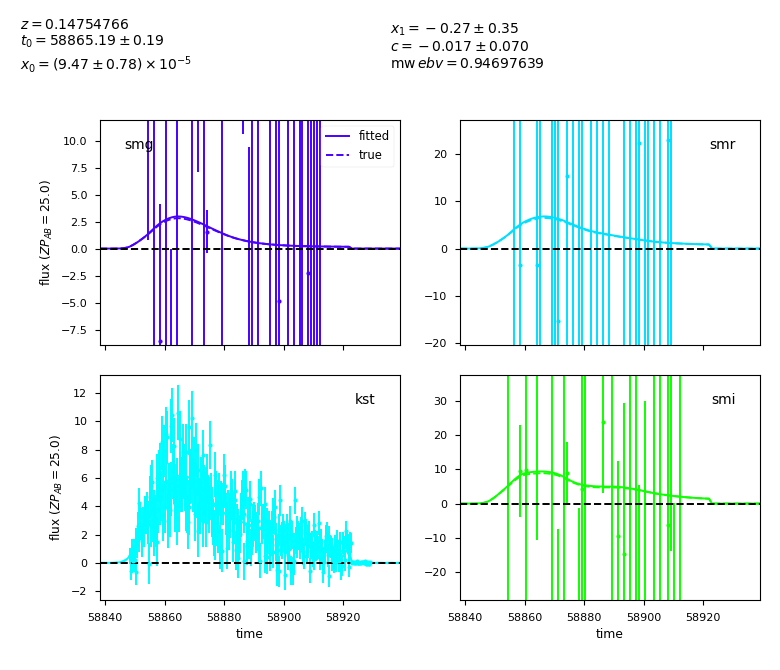 z = 0.14754766
t₀ = 58865.19 ± 0.19
x₀ = (9.47 ± 0.78) × 10⁻⁵
x₁ = −0.27 ± 0.35
c = −0.017 ± 0.070
mw ebv = 0.94697639
smg
fitted
true
flux (ZP_AB = 25.0)
10.0
7.5
5.0
2.5
0.0
−2.5
−5.0
−7.5
smr
20
10
0
−10
−20
kst
flux (ZP_AB = 25.0)
12
10
8
6
4
2
0
−2
58840 58860 58880 58900 58920
time
smi
30
20
10
0
−10
−20
58840 58860 58880 58900 58920
time